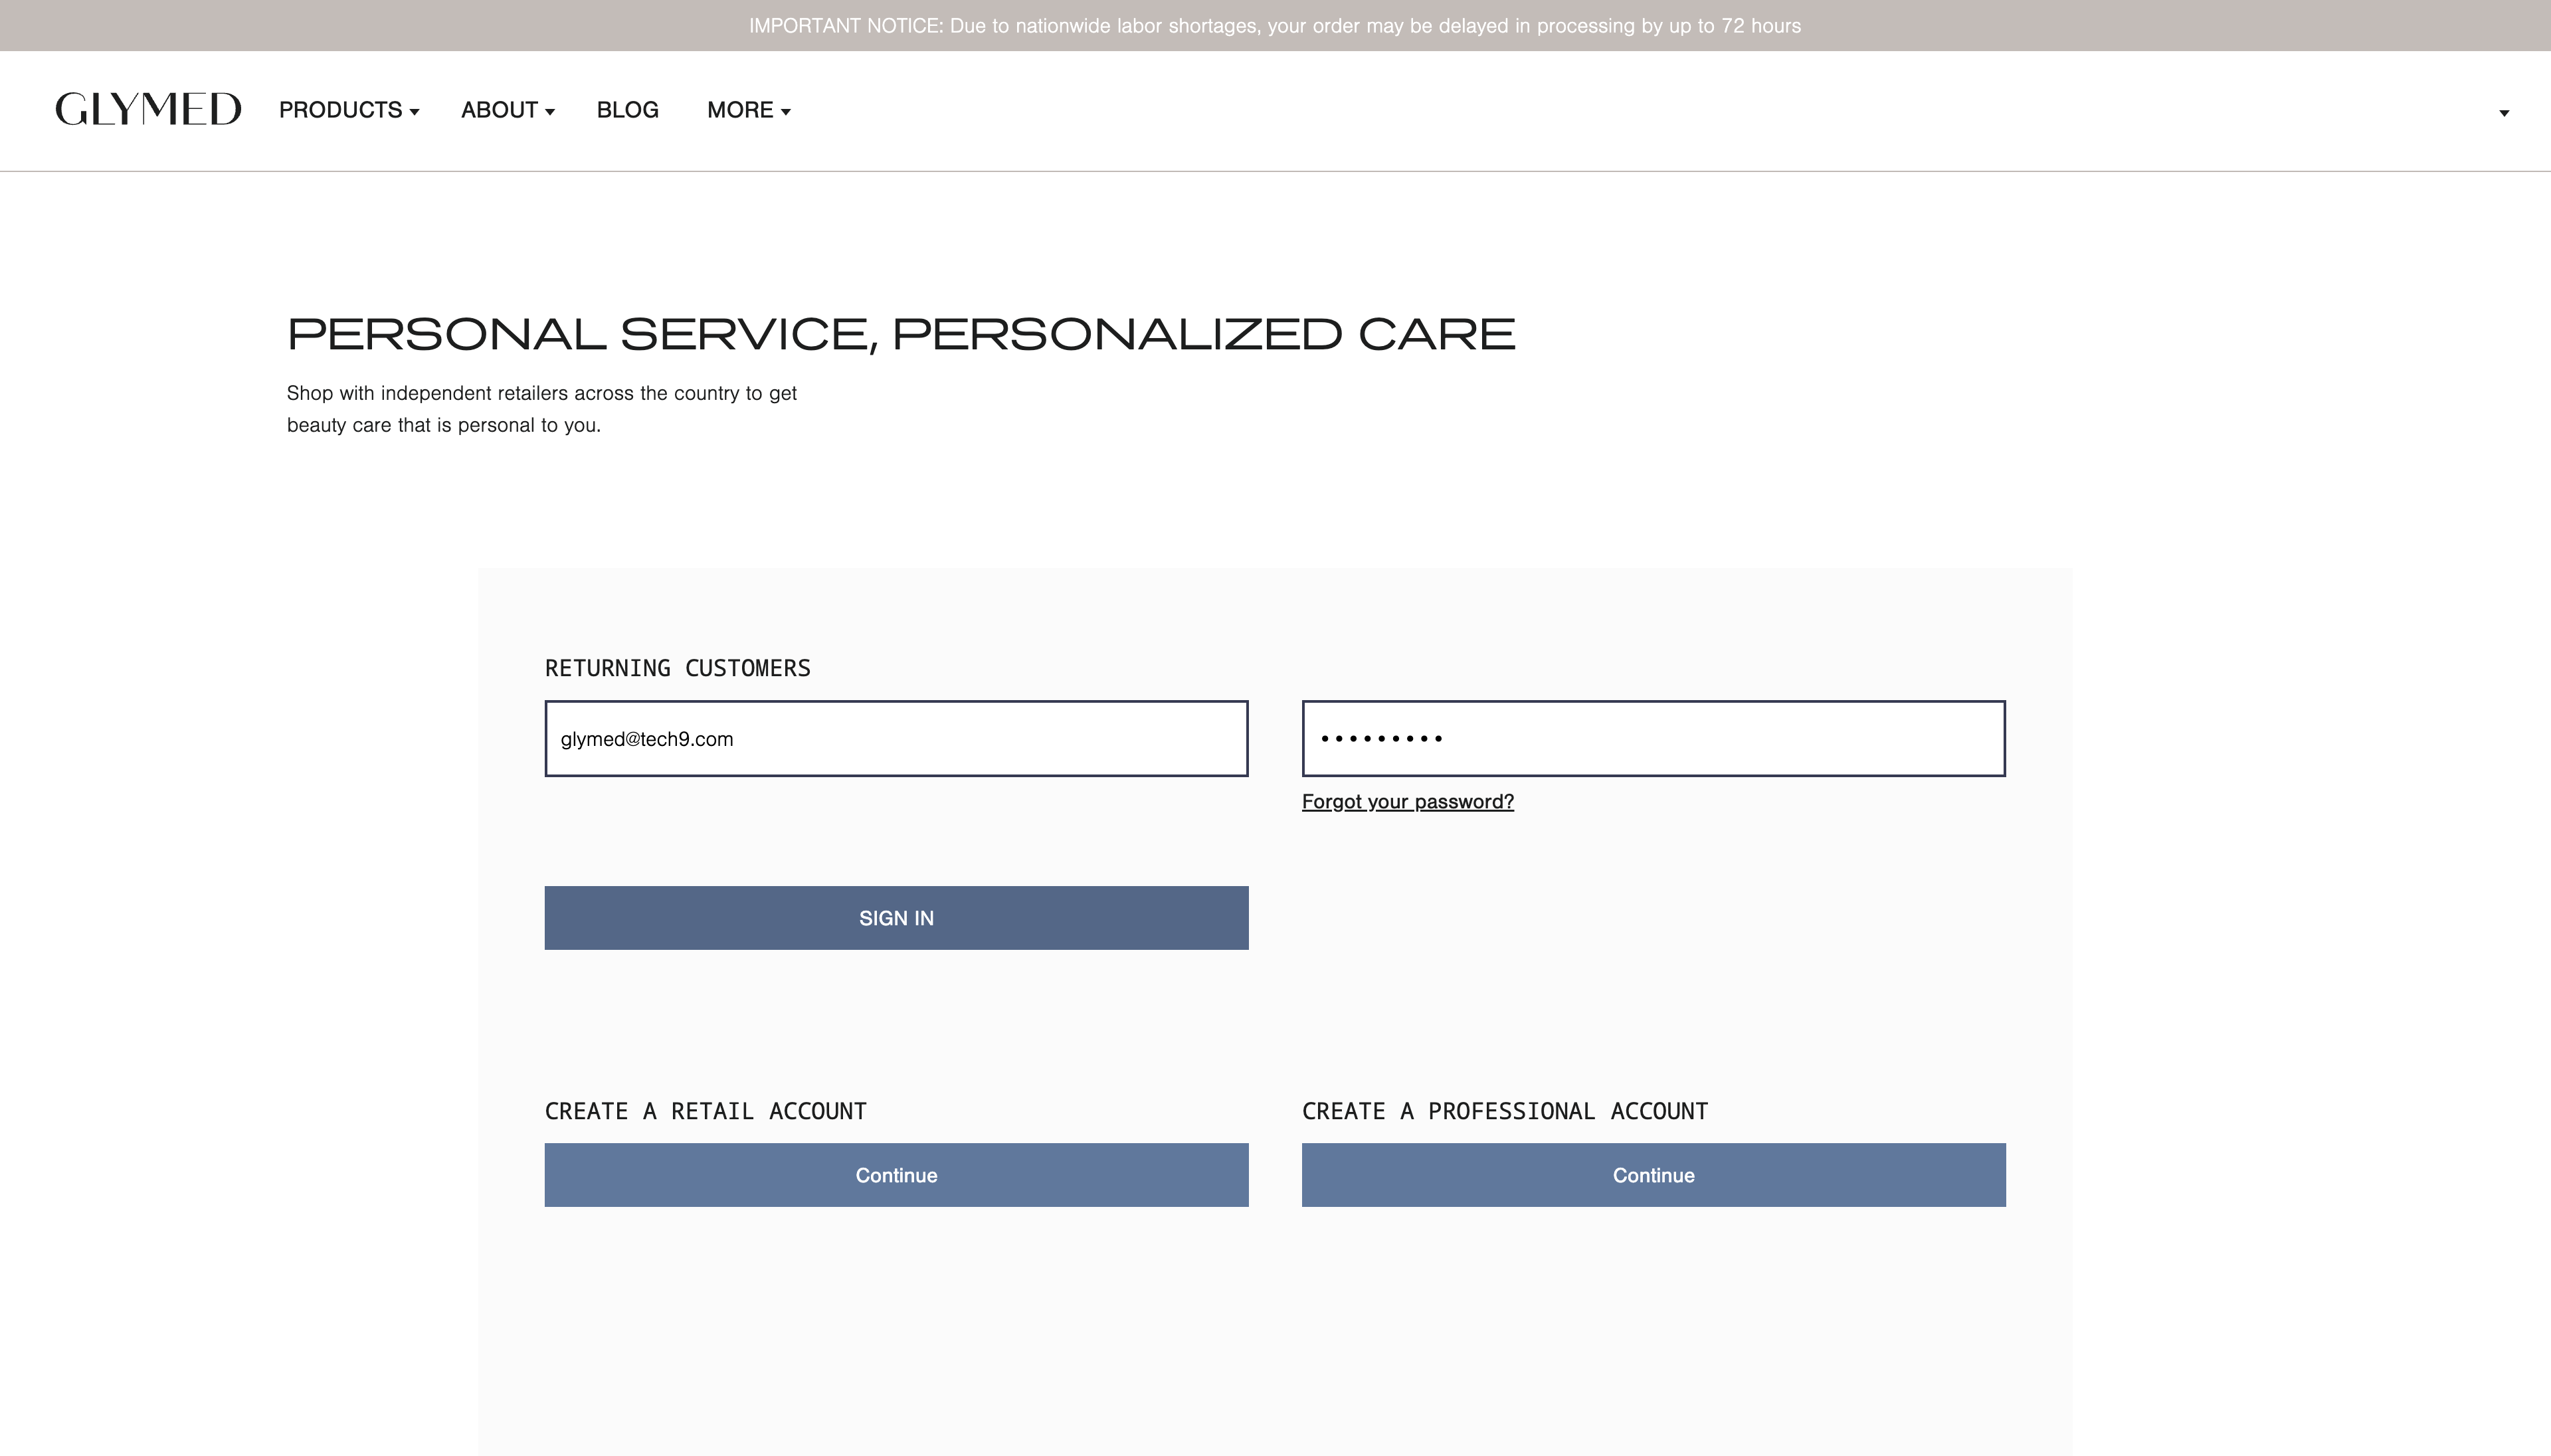 IMPORTANT NOTICE: Due to nationwide labor shortages, your order may be delayed in processing by up to 72 hours
GLYMED PRODUCTS ABOUT BLOG MORE
PERSONAL SERVICE, PERSONALIZED CARE
Shop with independent retailers across the country to get
beauty care that is personal to you.
RETURNING CUSTOMERS
glymed@tech9.com •••••••••
Forgot your password?
SIGN IN
CREATE A RETAIL ACCOUNT CREATE A PROFESSIONAL ACCOUNT
Continue Continue